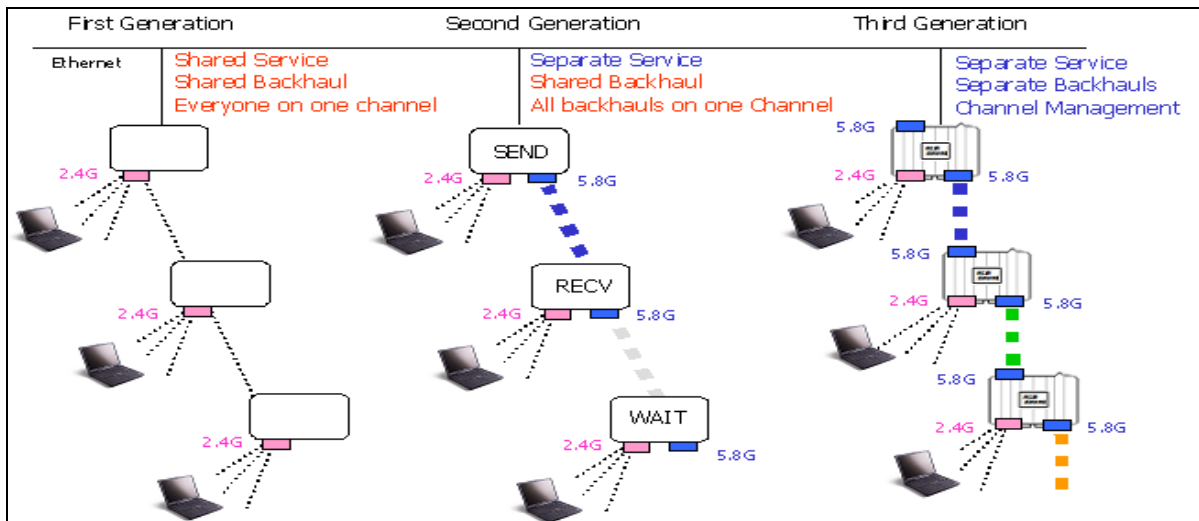 First Generation
Second Generation
Third Generation
Ethernet
Shared Service
Shared Backhaul
Everyone on one channel
Separate Service
Shared Backhaul
All backhauls on one Channel
Separate Service
Separate Backhauls
Channel Management
2.4G
SEND
2.4G
5.8G
5.8G
2.4G
5.8G
2.4G
RECV
2.4G
5.8G
5.8G
2.4G
5.8G
2.4G
WAIT
2.4G
5.8G
5.8G
2.4G
5.8G